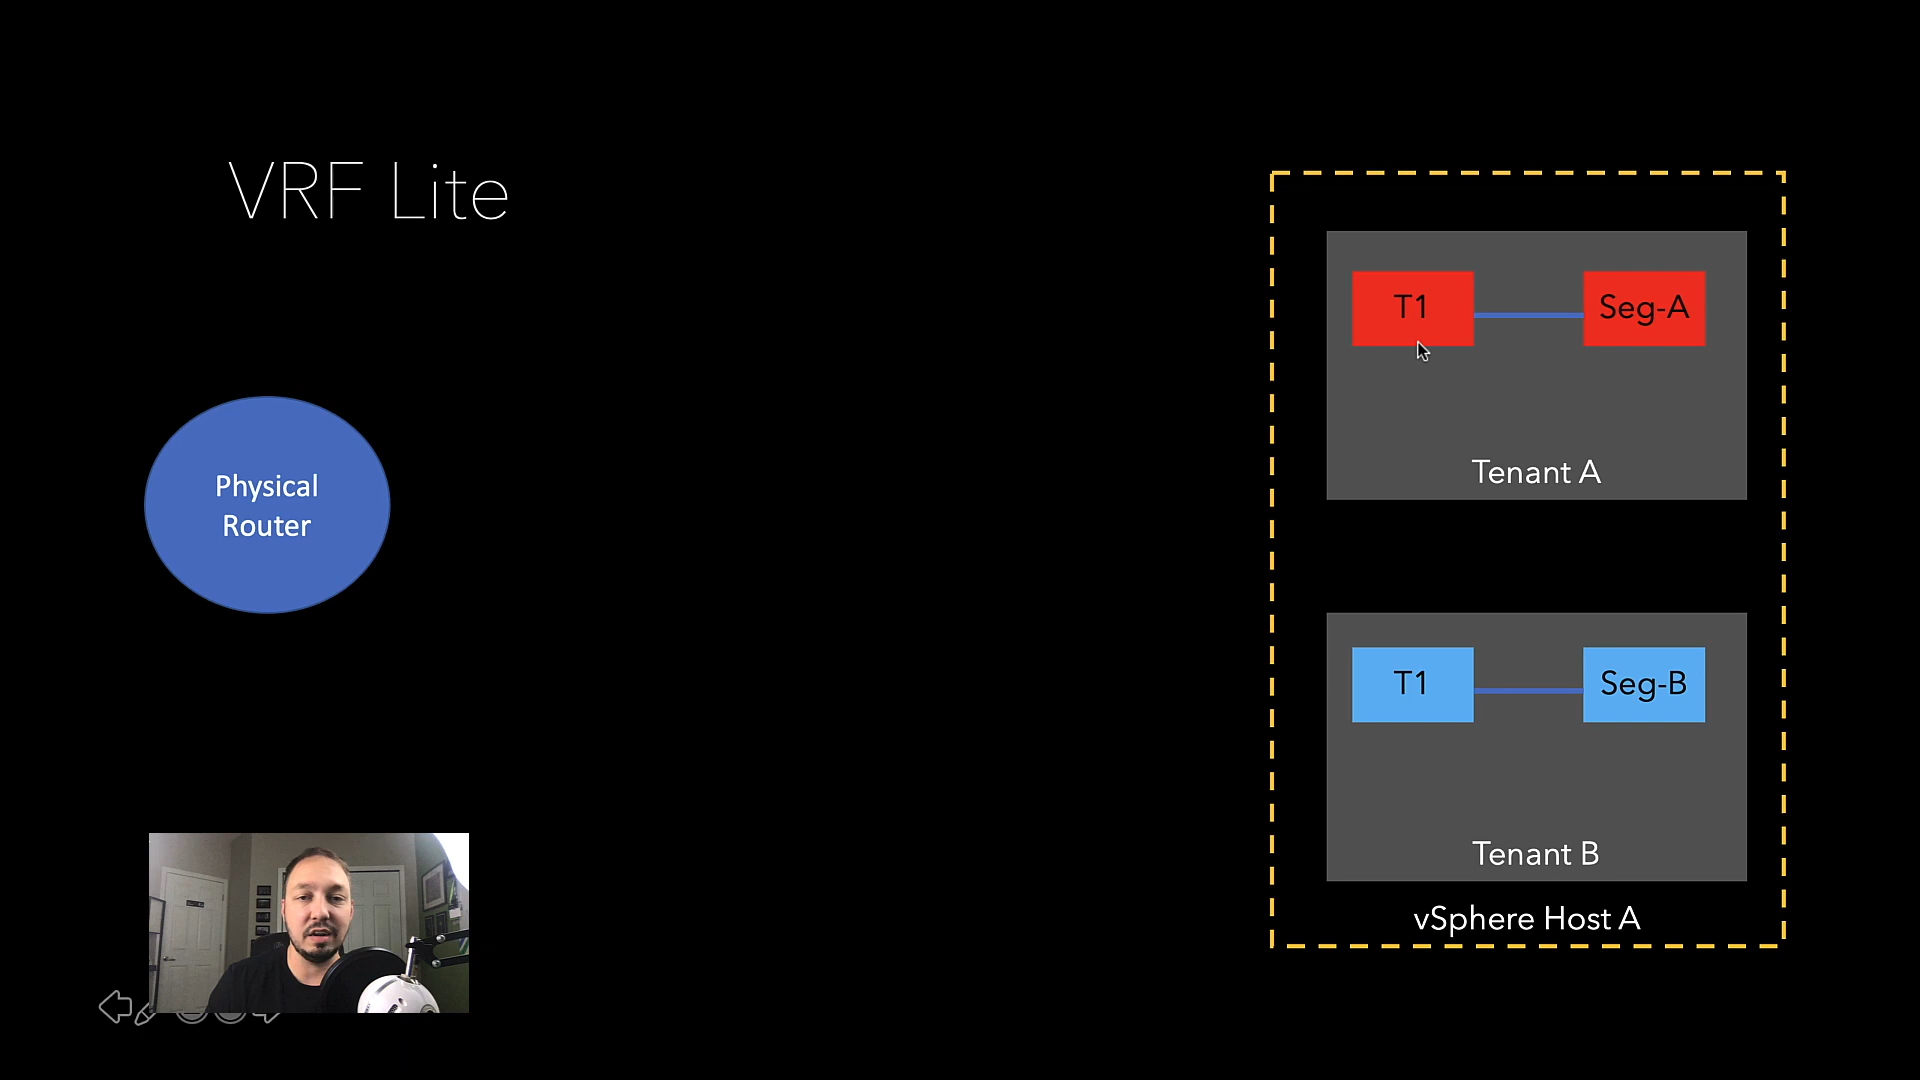 VRF Lite
Physical
Router
T1
Seg-A
Tenant A
T1
Seg-B
Tenant B
vSphere Host A